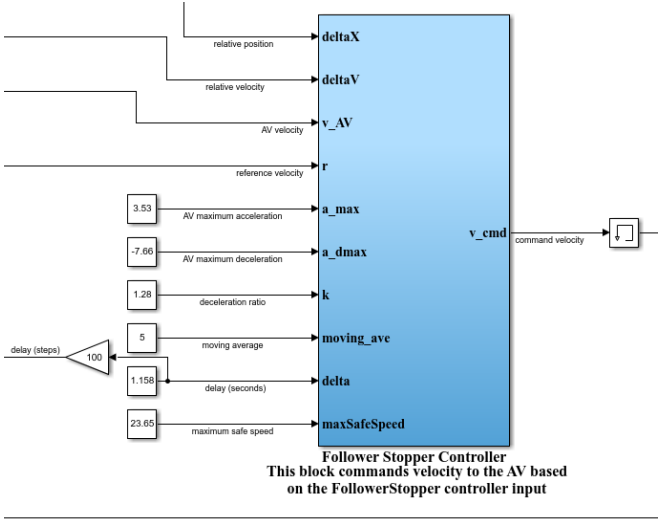 relative position
deltaX
relative velocity
deltaV
AV velocity
v_AV
reference velocity
r
3.53
AV maximum acceleration
a_max
-7.66
AV maximum deceleration
a_dmax
v_cmd
command velocity
1.28
deceleration ratio
k
5
moving average
moving_ave
delay (steps)
100
1.158
delay (seconds)
delta
23.65
maximum safe speed
maxSafeSpeed
Follower Stopper Controller
This block commands velocity to the AV based
on the FollowerStopper controller input